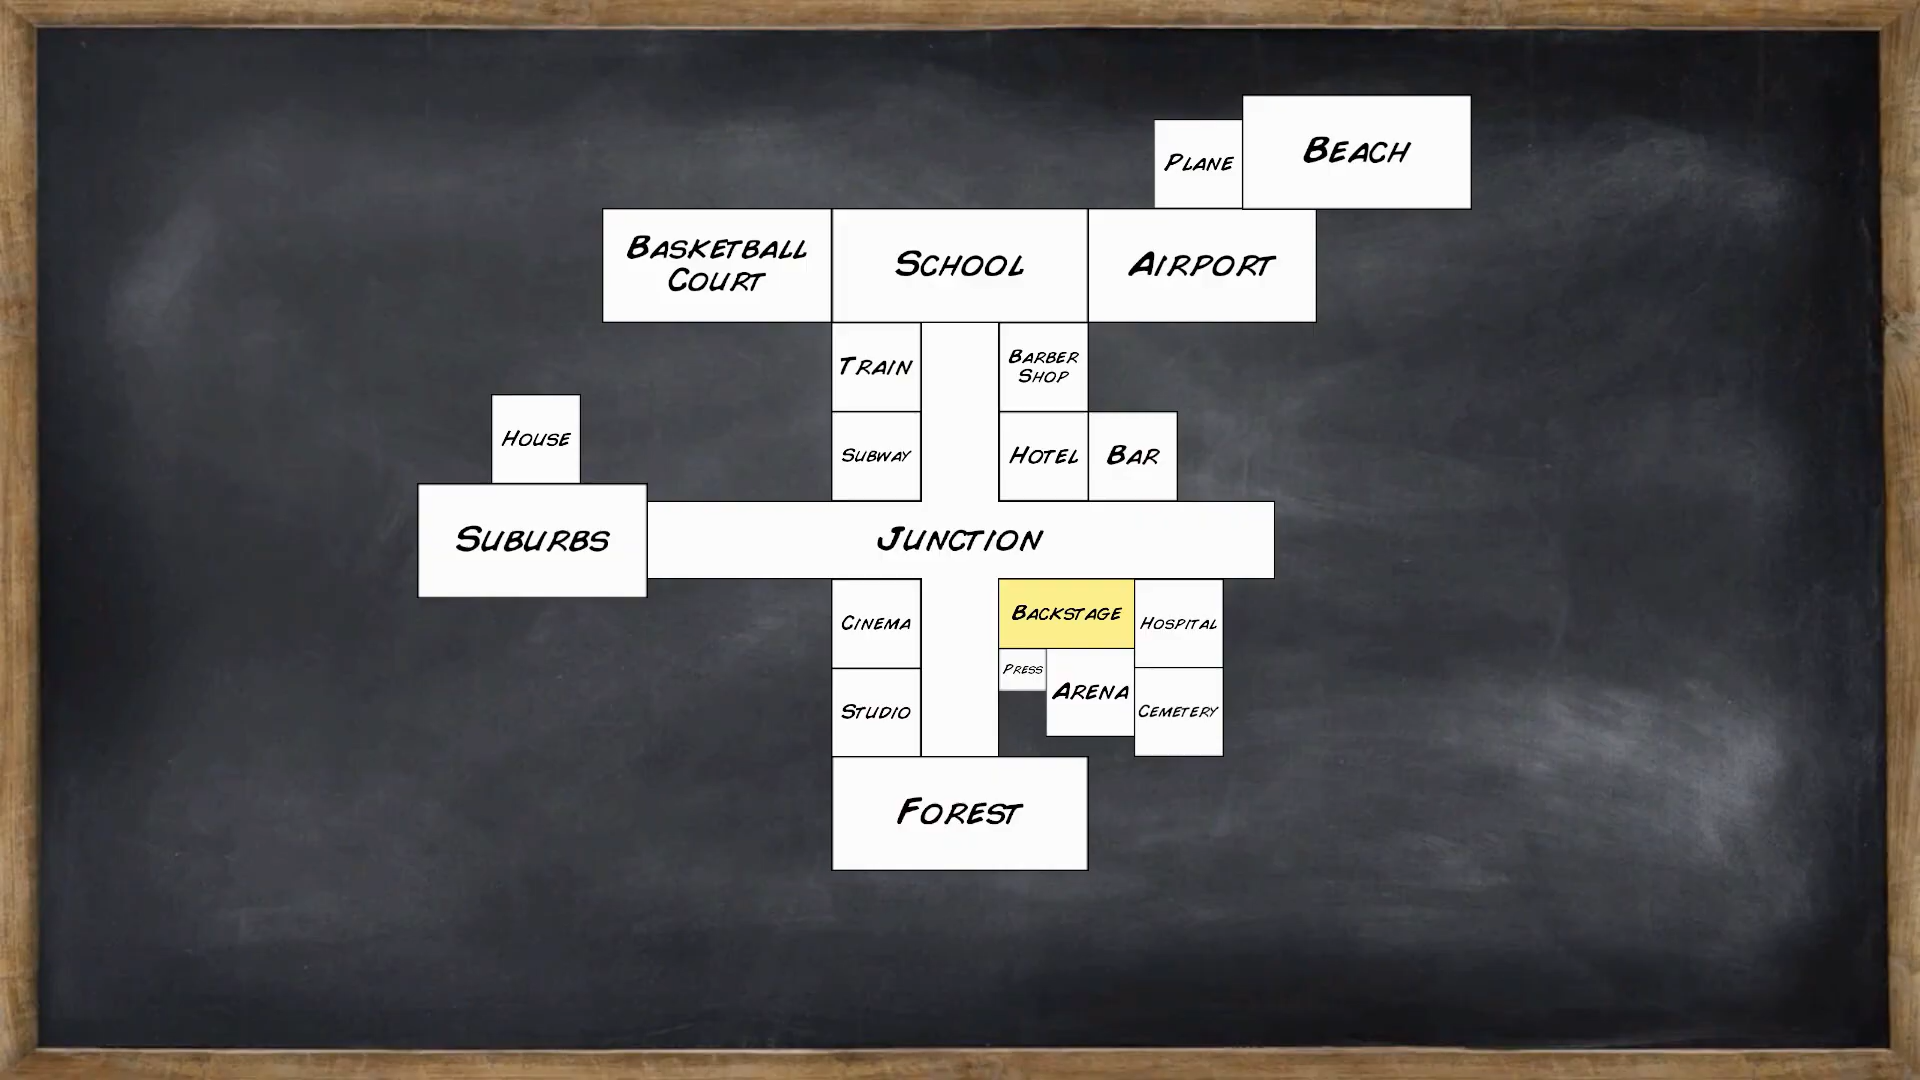 PLANE
BEACH
BASKETBALL
COURT
SCHOOL
AIRPORT
TRAIN
BARBER
SHOP
HOUSE
SUBWAY
HOTEL
BAR
SUBURBS
JUNCTION
CINEMA
BACKSTAGE
HOSPITAL
PRESS
ARENA
STUDIO
CEMETERY
FOREST